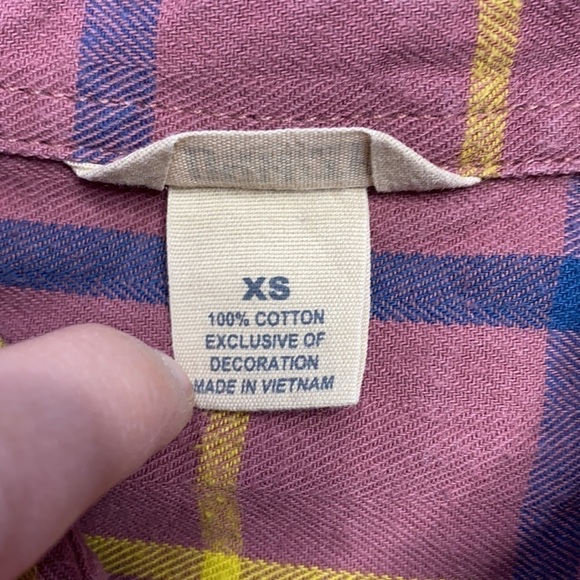 XS
100% COTTON
EXCLUSIVE OF
DECORATION
MADE IN VIETNAM